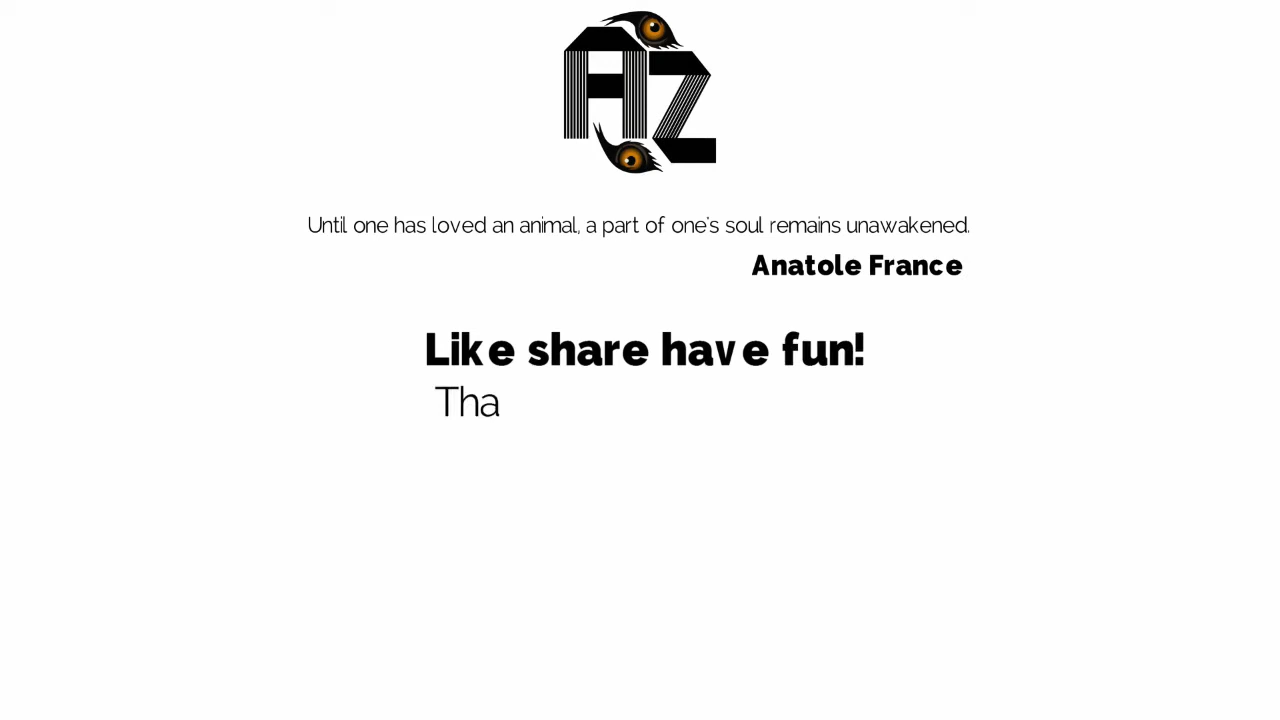 AZ
Until one has loved an animal, a part of one's soul remains unawakened.
Anatole France
Like share have fun!
Tha